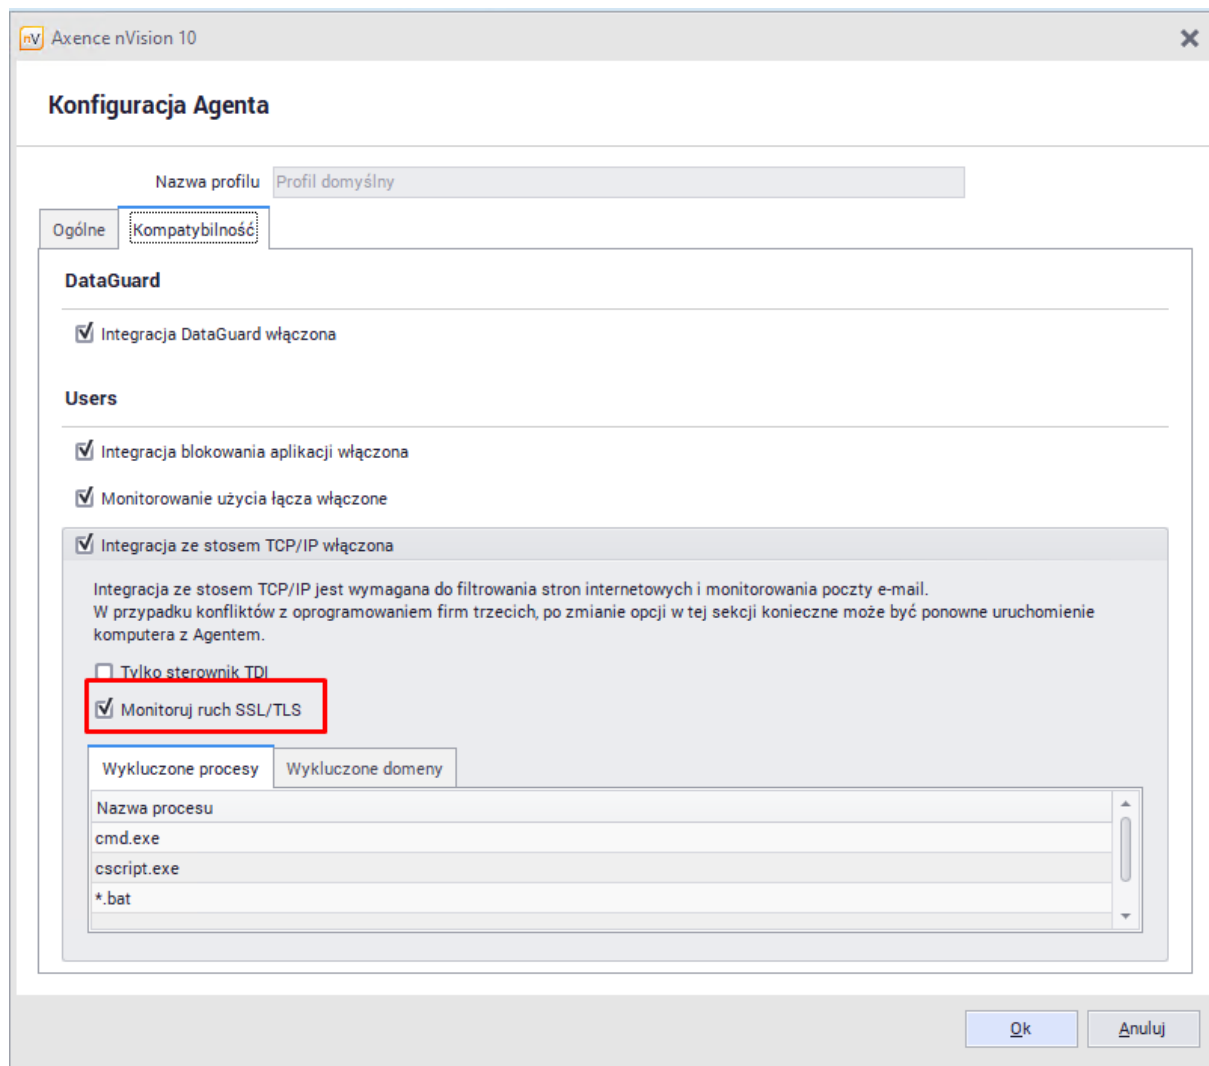 nV Axence nVision 10
Konfiguracja Agenta
Nazwa profilu Profil domyślny
Ogólne Kompatybilność
DataGuard
Integracja DataGuard włączona
Users
Integracja blokowania aplikacji włączona
Monitorowanie użycia łącza włączone
Integracja ze stosem TCP/IP włączona
Integracja ze stosem TCP/IP jest wymagana do filtrowania stron internetowych i monitorowania poczty e-mail.
W przypadku konfliktów z oprogramowaniem firm trzecich, po zmianie opcji w tej sekcji konieczne może być ponowne uruchomienie
komputera z Agentem.
Tylko sterownik TDI
Monitoruj ruch SSL/TLS
Wykluczone procesy Wykluczone domeny
Nazwa procesu
cmd.exe
cscript.exe
*.bat
Ok Anuluj